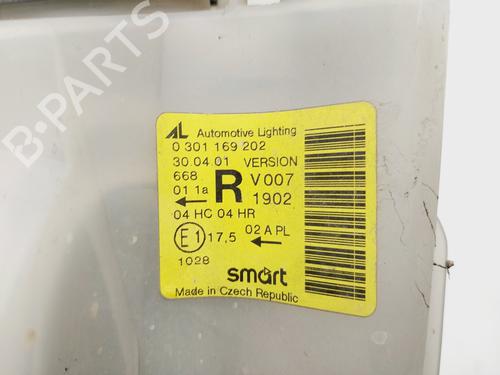 B-PARTS
AL Automotive Lighting
0 301 169 202
30.04.01 VERSION
668 R V007
01 1a 1902
04 HC 04 HR
E1 17,5 02 A PL
1028
smart
Made in Czech Republic